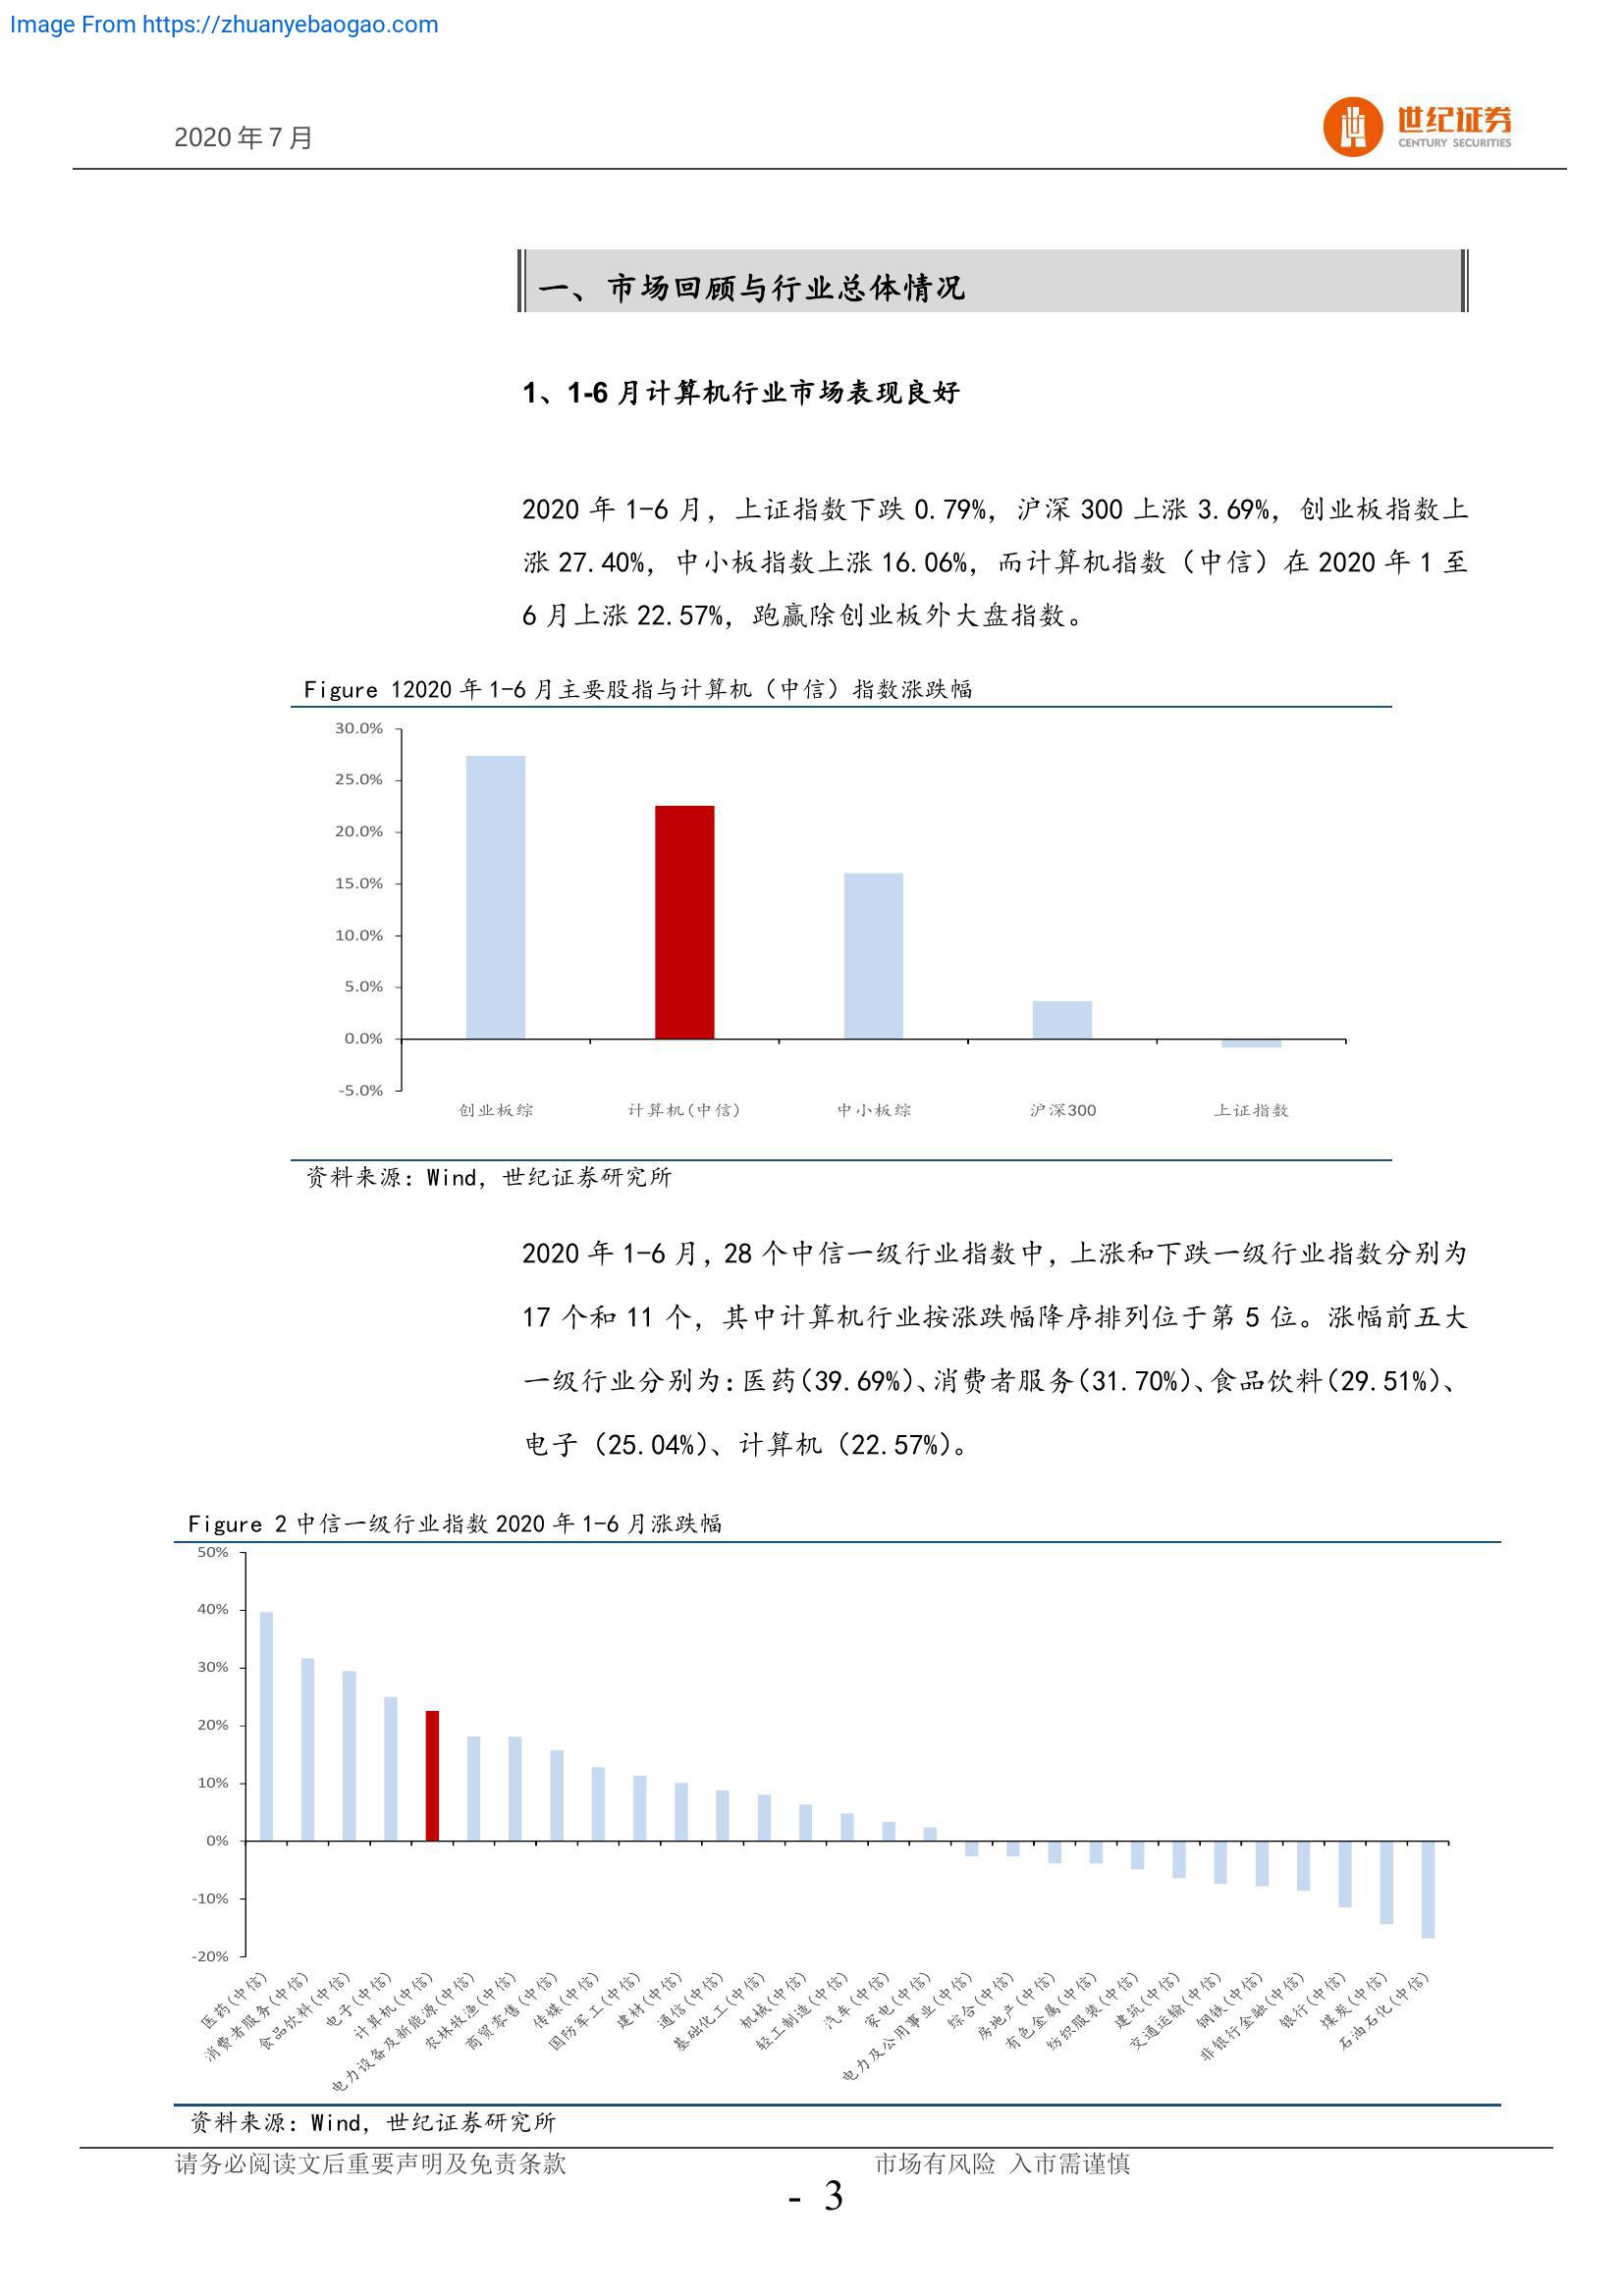 Image From https://zhuanyebaogao.com
2020年7月
世纪证券
CENTURY SECURITIES
一、市场回顾与行业总体情况
1、1-6月计算机行业市场表现良好
2020 年 1-6 月，上证指数下跌 0.79%，沪深 300 上涨 3.69%，创业板指数上
涨 27.40%，中小板指数上涨 16.06%，而计算机指数（中信）在 2020 年 1 至
6 月上涨 22.57%，跑赢除创业板外大盘指数。
Figure 12020 年 1-6 月主要股指与计算机（中信）指数涨跌幅
30.0%
25.0%
20.0%
15.0%
10.0%
5.0%
0.0%
-5.0%
创业板综 计算机(中信) 中小板综 沪深300 上证指数
资料来源：Wind，世纪证券研究所
2020 年 1-6 月，28 个中信一级行业指数中，上涨和下跌一级行业指数分别为
17 个和 11 个，其中计算机行业按涨跌幅降序排列位于第 5 位。涨幅前五大
一级行业分别为：医药（39.69%）、消费者服务（31.70%）、食品饮料（29.51%）、
电子（25.04%）、计算机（22.57%）。
Figure 2 中信一级行业指数 2020 年 1-6 月涨跌幅
50%
40%
30%
20%
10%
0%
-10%
-20%
医药(中信)
消费者服务(中信)
食品饮料(中信)
电子(中信)
计算机(中信)
电力设备及新能源(中信)
农林牧渔(中信)
商贸零售(中信)
传媒(中信)
国防军工(中信)
建材(中信)
通信(中信)
基础化工(中信)
机械(中信)
轻工制造(中信)
汽车(中信)
家电(中信)
电力及公用事业(中信)
综合(中信)
房地产(中信)
有色金属(中信)
纺织服装(中信)
建筑(中信)
交通运输(中信)
钢铁(中信)
非银行金融(中信)
银行(中信)
煤炭(中信)
石油石化(中信)
资料来源：Wind，世纪证券研究所
请务必阅读文后重要声明及免责条款 市场有风险 入市需谨慎
- 3